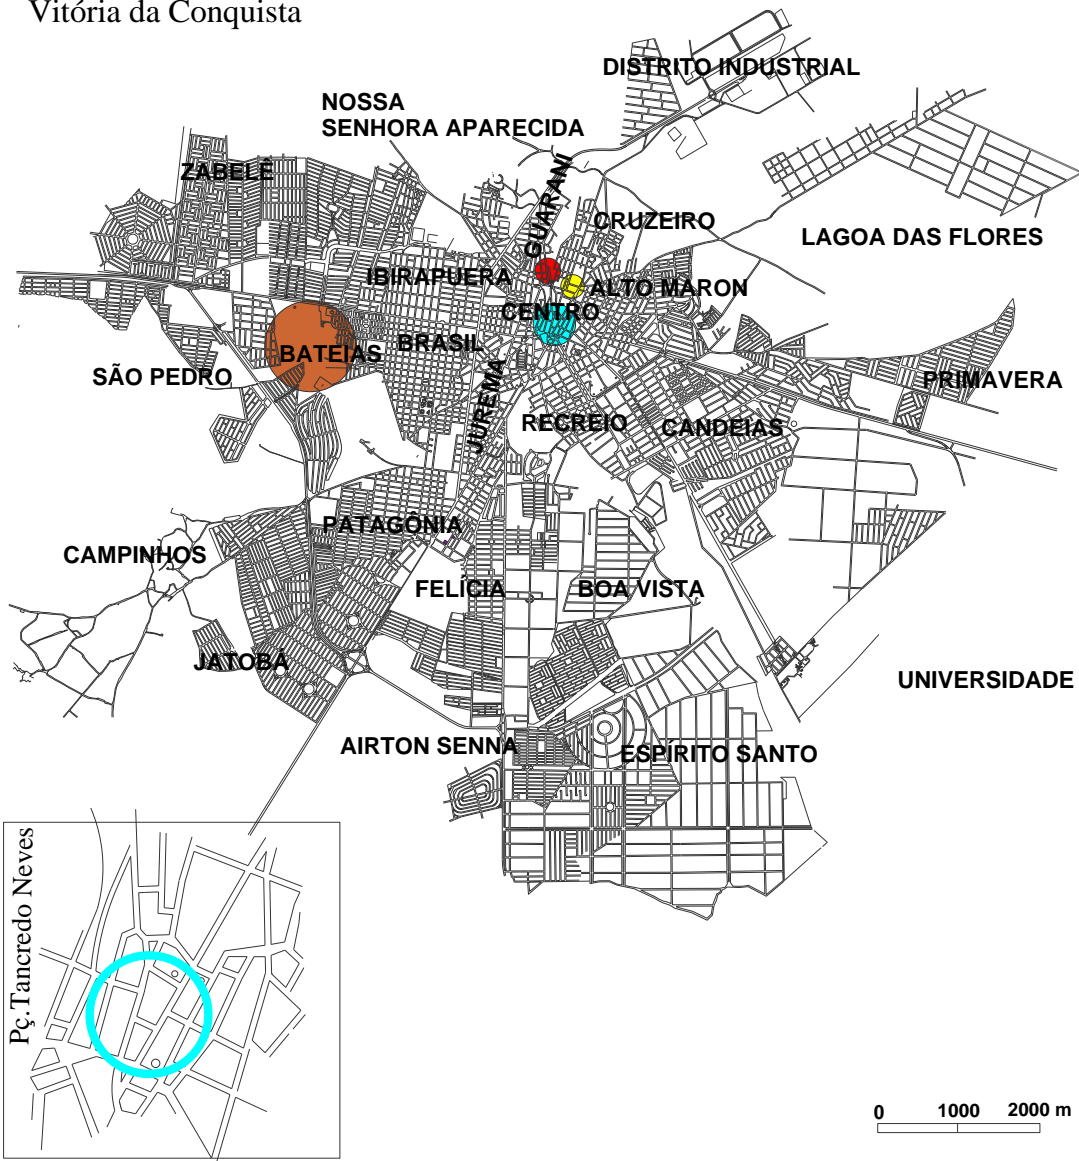 Vitória da Conquista
DISTRITO INDUSTRIAL
NOSSA
SENHORA APARECIDA
ZABELÊ
GUARANI
CRUZEIRO
LAGOA DAS FLORES
IBIRAPUERA
ALTO MARON
CENTRO
BRASIL
BATEIAS
SÃO PEDRO
PRIMAVERA
JUREMA
RECREIO
CANDEIAS
PATAGÔNIA
CAMPINHOS
FELÍCIA
BOA VISTA
JATOBÁ
UNIVERSIDADE
AIRTON SENNA
ESPÍRITO SANTO
Pç.Tancredo Neves
0 1000 2000 m